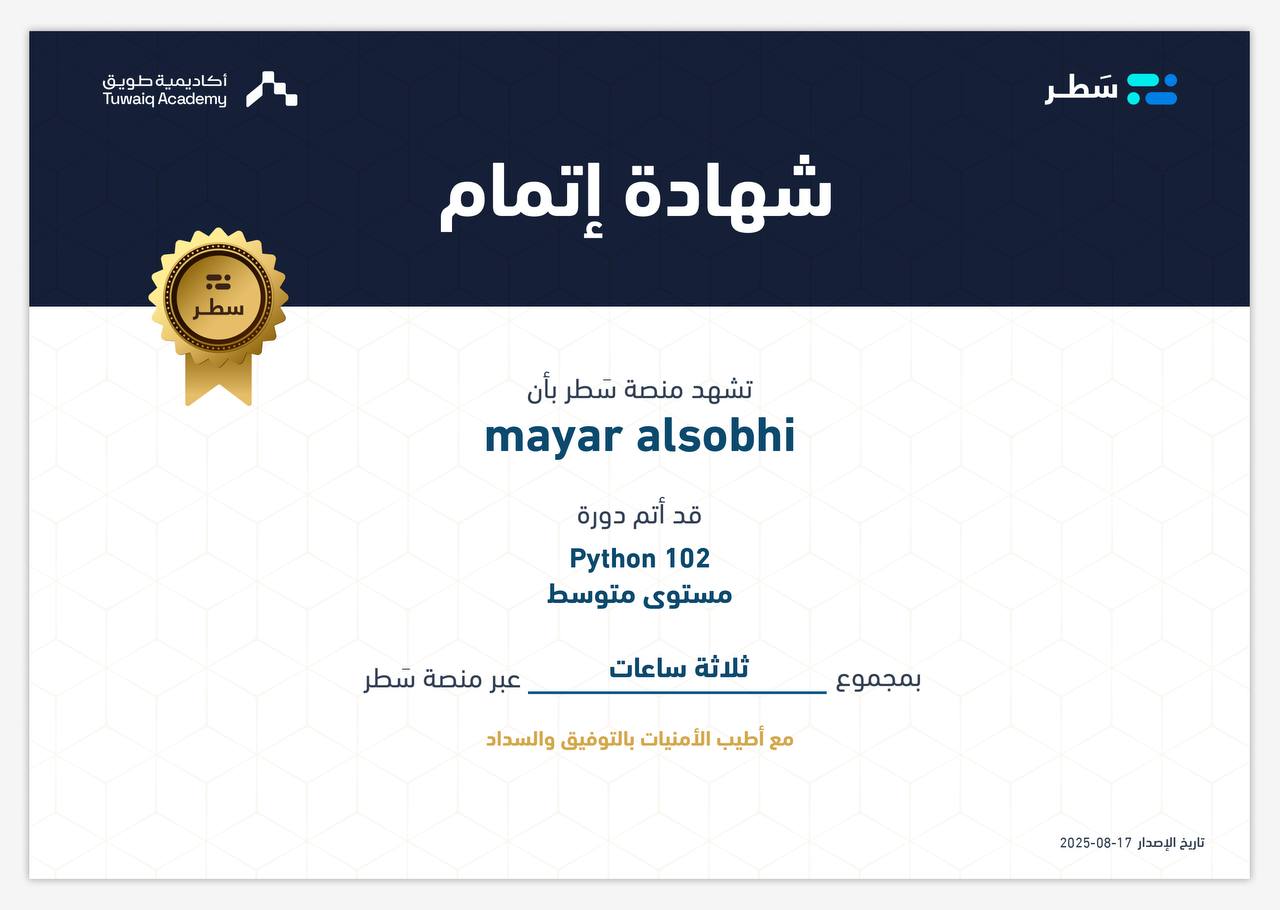 سَطر
أكاديمية طويق
Tuwaiq Academy
شهادة إتمام
سطر
تشهد منصة سَطر بأن
mayar alsobhi
قد أتم دورة
Python 102
مستوى متوسط
بمجموع ثلاثة ساعات عبر منصة سَطر
مع أطيب الأمنيات بالتوفيق والسداد
تاريخ الإصدار 2025-08-17